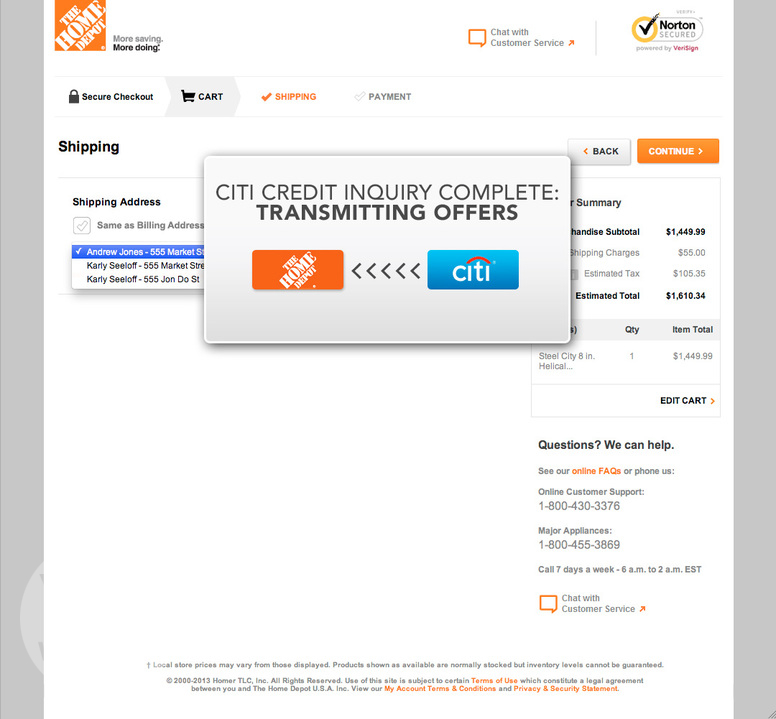 THE HOME DEPOT
More saving.
More doing.
Chat with
Customer Service
Norton
SECURED
powered by VeriSign
Secure Checkout
CART
SHIPPING
PAYMENT
Shipping
BACK
CONTINUE
Shipping Address
Same as Billing Address
Andrew Jones - 555 Market St
Karly Seeloff - 555 Market Stre
Karly Seeloff - 555 Jon Do St
CITI CREDIT INQUIRY COMPLETE:
TRANSMITTING OFFERS
THE HOME DEPOT
<<<<<
citi
Summary
Subtotal $1,449.99
Shipping Charges $55.00
Estimated Tax $105.35
Estimated Total $1,610.34
Qty Item Total
Steel City 8 in. 1 $1,449.99
Helical...
EDIT CART
Questions? We can help.
See our online FAQs or phone us:
Online Customer Support:
1-800-430-3376
Major Appliances:
1-800-455-3869
Call 7 days a week - 6 a.m. to 2 a.m. EST
Chat with
Customer Service
† Local store prices may vary from those displayed. Products shown as available are normally stocked but inventory levels cannot be guaranteed.
© 2000-2013 Homer TLC, Inc. All Rights Reserved. Use of this site is subject to certain Terms of Use which constitute a legal agreement
between you and The Home Depot U.S.A. Inc. View our My Account Terms & Conditions and Privacy & Security Statement.